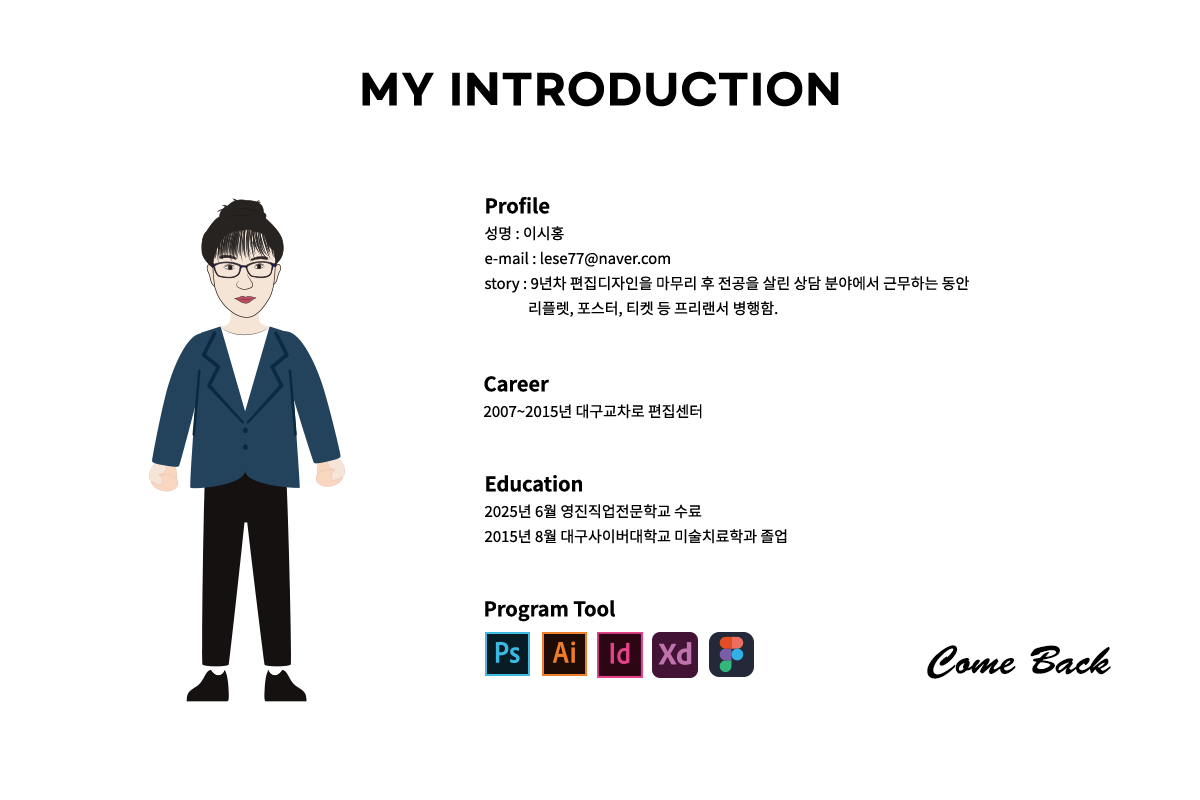 MY INTRODUCTION
Profile
성명 : 이시홍
e-mail : lese77@naver.com
story : 9년차 편집디자인을 마무리 후 전공을 살린 상담 분야에서 근무하는 동안
리플렛, 포스터, 티켓 등 프리랜서 병행함.
Career
2007~2015년 대구교차로 편집센터
Education
2025년 6월 영진직업전문학교 수료
2015년 8월 대구사이버대학교 미술치료학과 졸업
Program Tool
Ps Ai Id Xd
Come Back